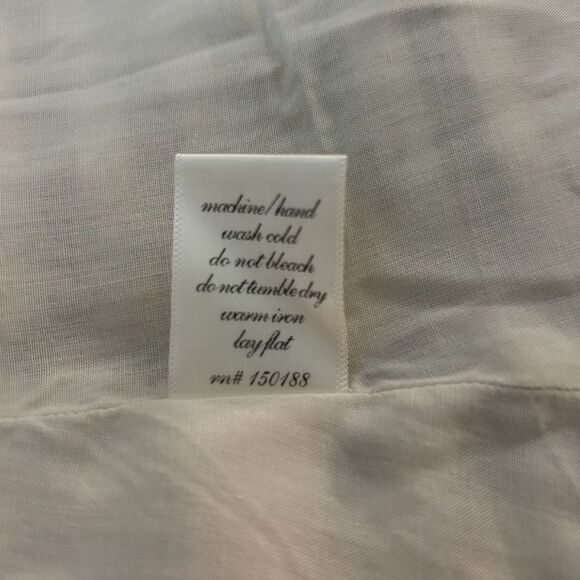 machine/hand
wash cold
do not bleach
do not tumble dry
warm iron
lay flat
rn# 150188